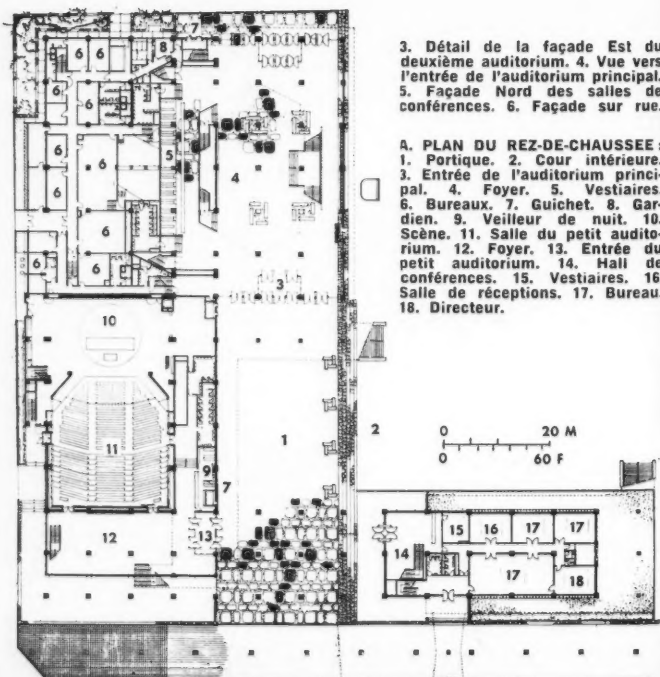 3. Détail de la façade Est du
deuxième auditorium. 4. Vue vers
l'entrée de l'auditorium principal.
5. Façade Nord des salles de
conférences. 6. Façade sur rue.
A. PLAN DU REZ-DE-CHAUSSEE :
1. Portique. 2. Cour intérieure.
3. Entrée de l'auditorium princi-
pal. 4. Foyer. 5. Vestiaires.
6. Bureaux. 7. Guichet. 8. Gar-
dien. 9. Veilleur de nuit. 10.
Scène. 11. Salle du petit audito-
rium. 12. Foyer. 13. Entrée du
petit auditorium. 14. Hall de
conférences. 15. Vestiaires. 16.
Salle de réceptions. 17. Bureau.
18. Directeur.
7
6 6 8
6 6
5
6 6 4
6
6
6 6
3
10
1 2
11
9
7
12 13
0 20 M
0 60 F
15 16 17 17
14
17 18